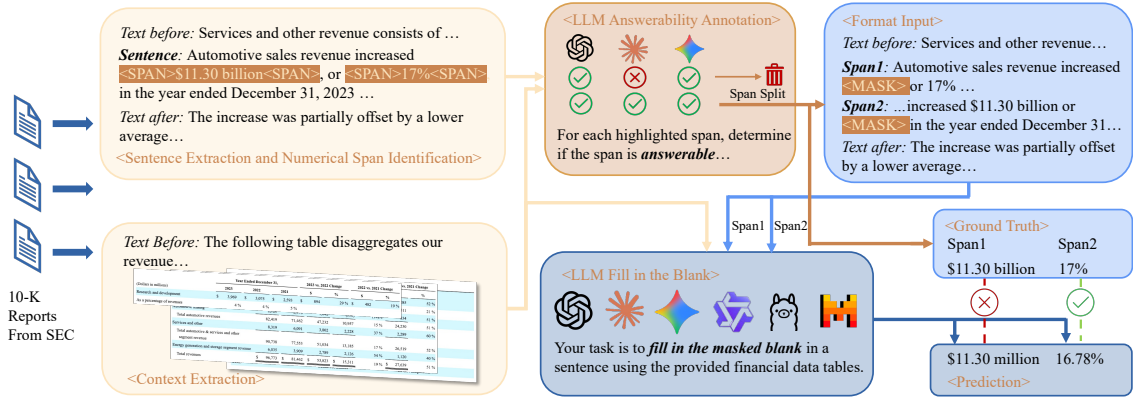 Text before: Services and other revenue consists of …
Sentence: Automotive sales revenue increased
<SPAN>$11.30 billion<SPAN>, or <SPAN>17%<SPAN>
in the year ended December 31, 2023 …
Text after: The increase was partially offset by a lower
average…
<Sentence Extraction and Numerical Span Identification>
<LLM Answerability Annotation>
Span Split
For each highlighted span, determine
if the span is answerable…
<Format Input>
Text before: Services and other revenue…
Span1: Automotive sales revenue increased
<MASK> or 17% …
Span2: …increased $11.30 billion or
<MASK> in the year ended December 31…
Text after: The increase was partially offset
by a lower average…
10-K
Reports
From SEC
Text Before: The following table disaggregates our
revenue…
<Context Extraction>
Span1
Span2
<LLM Fill in the Blank>
Your task is to fill in the masked blank in a
sentence using the provided financial data tables.
<Ground Truth>
Span1 Span2
$11.30 billion 17%
$11.30 million 16.78%
<Prediction>